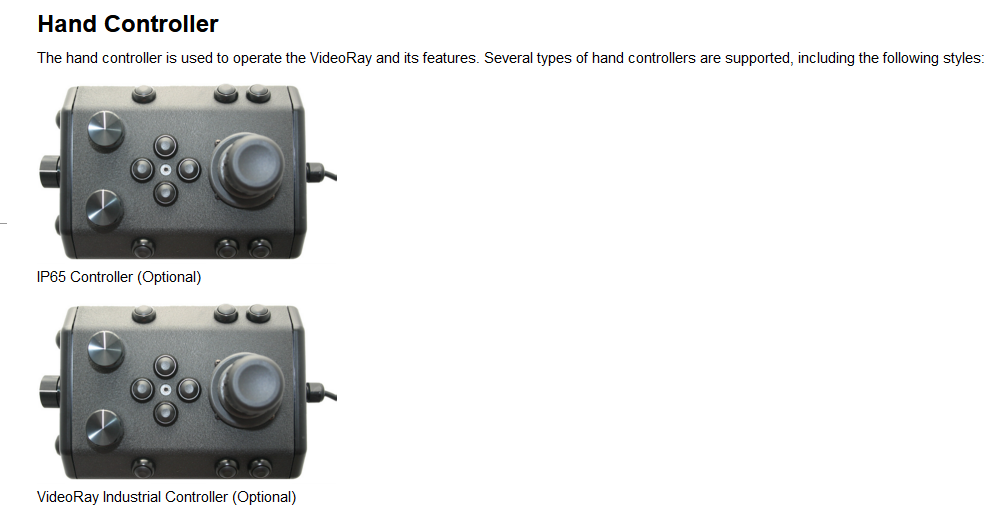 Hand Controller
The hand controller is used to operate the VideoRay and its features. Several types of hand controllers are supported, including the following styles:
IP65 Controller (Optional)
VideoRay Industrial Controller (Optional)